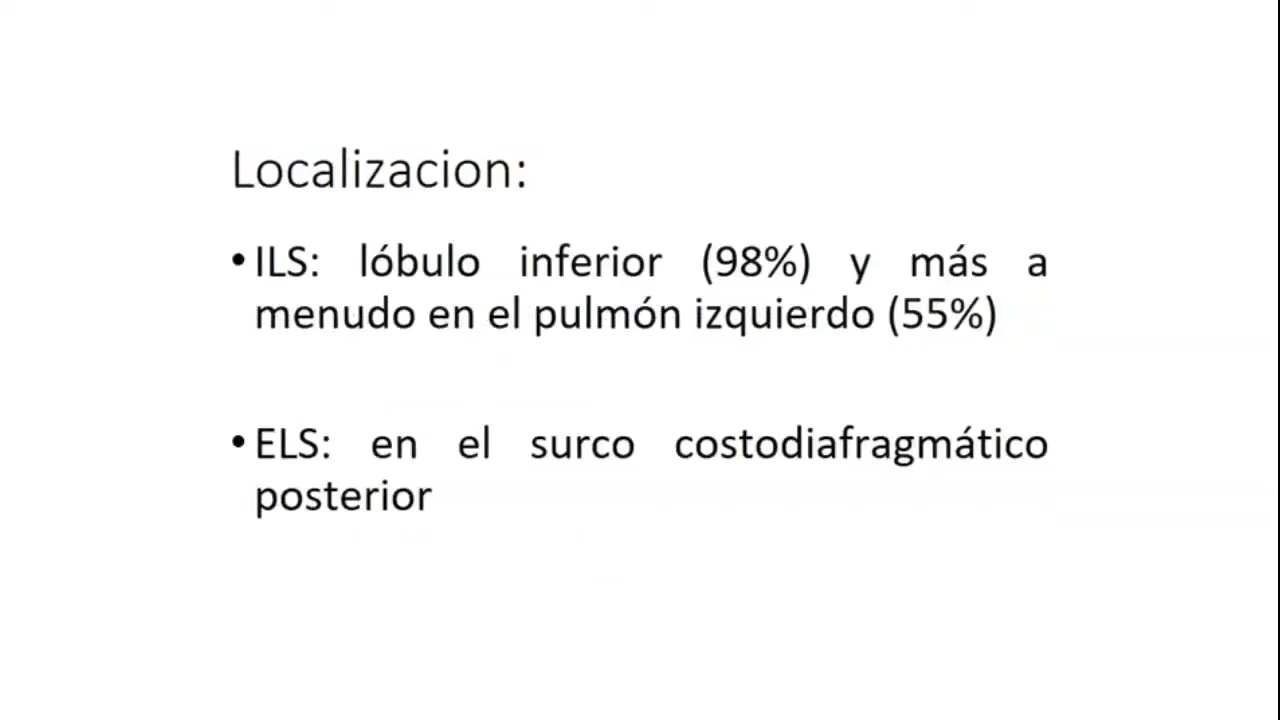 Localizacion:
• ILS: lóbulo inferior (98%) y más a
menudo en el pulmón izquierdo (55%)
• ELS: en el surco costodiafragmático
posterior